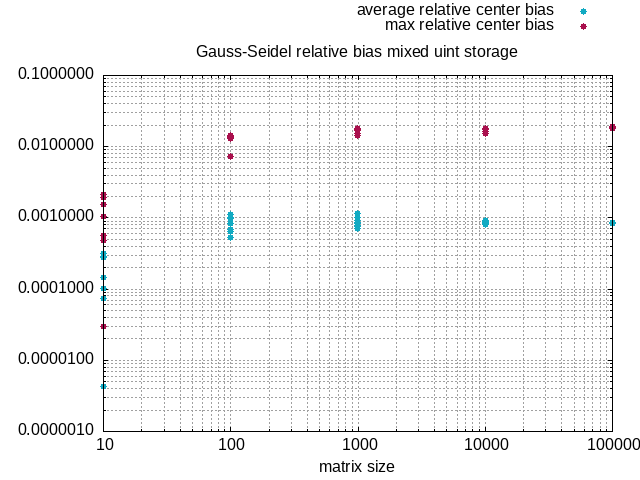 average relative center bias
max relative center bias
Gauss-Seidel relative bias mixed uint storage
0.1000000
0.0100000
0.0010000
0.0001000
0.0000100
0.0000010
10 100 1000 10000 100000
matrix size